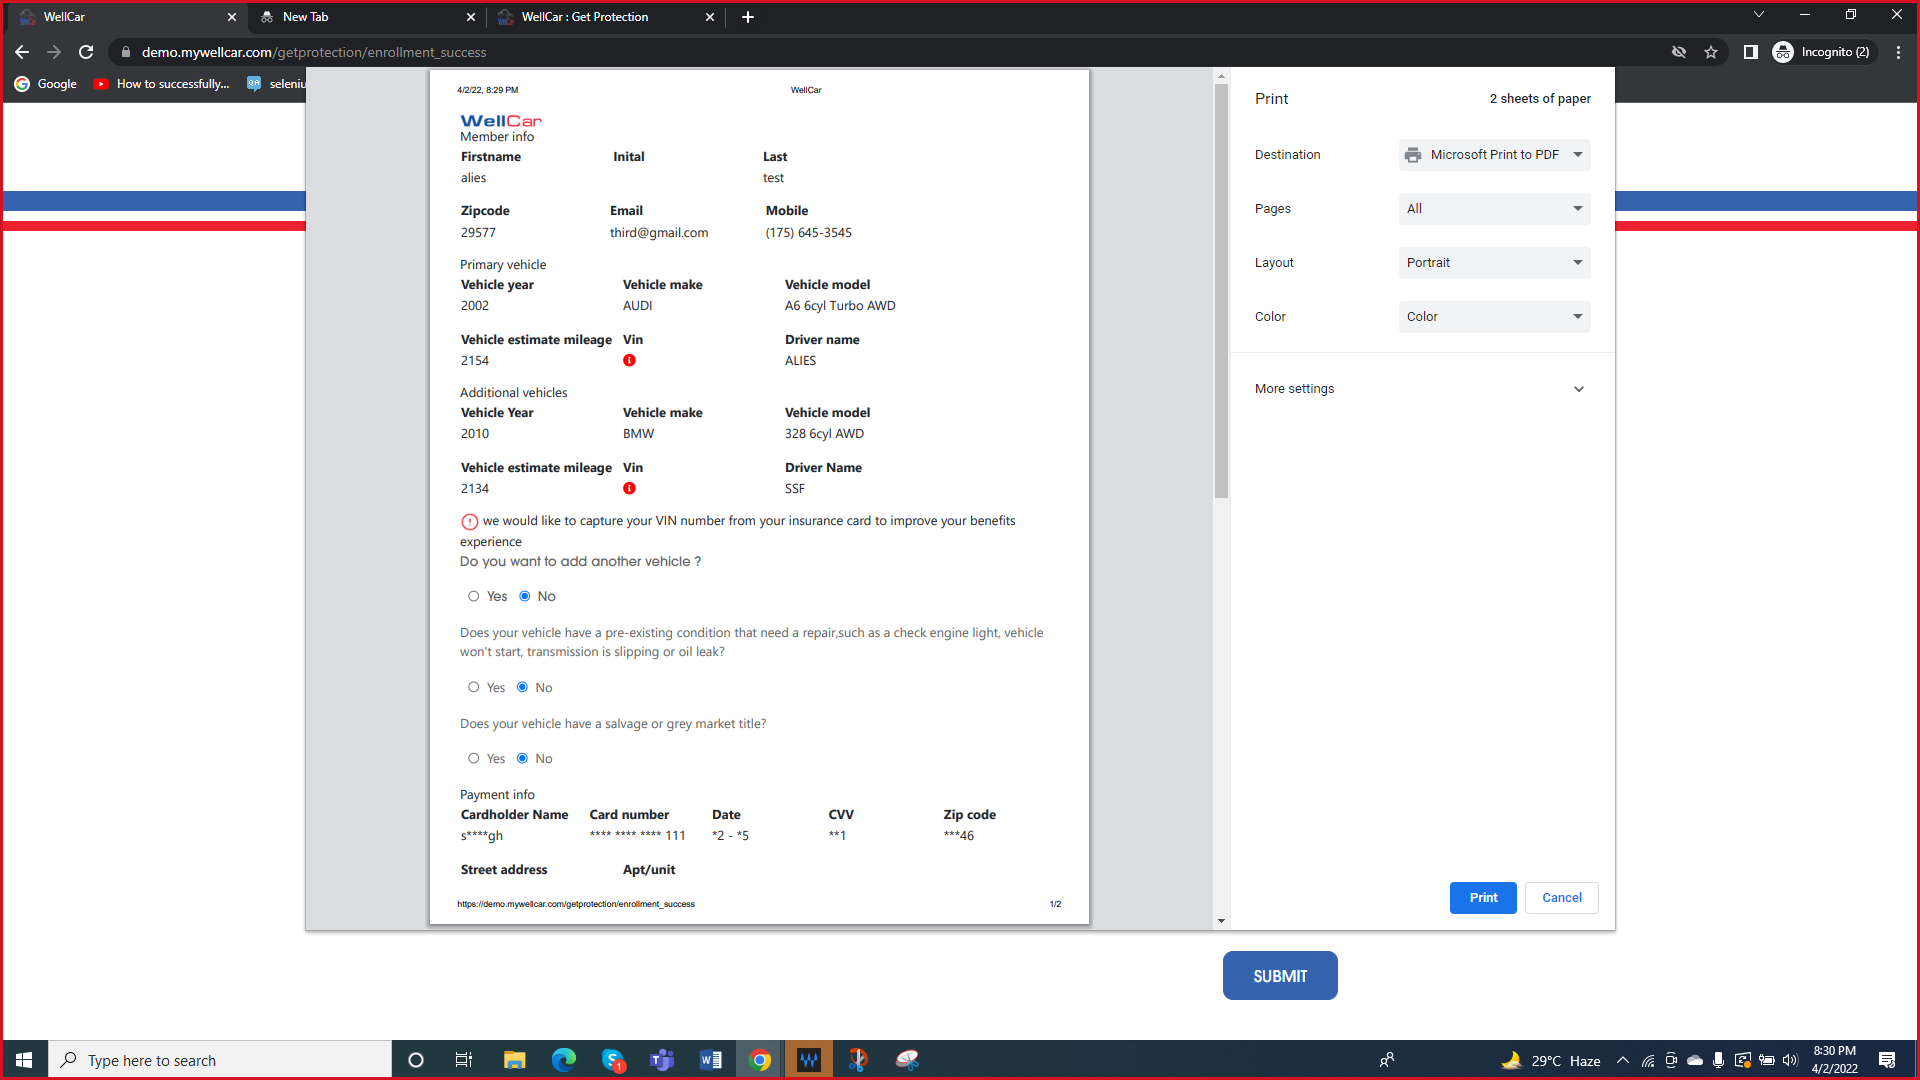 WellCar
New Tab
WellCar : Get Protection
demo.mywellcar.com/getprotection/enrollment_success
Incognito (2)
Google
How to successfully...
seleniu
4/2/22, 8:29 PM
WellCar
WellCar
Member info
Firstname Inital Last
alies test
Zipcode Email Mobile
29577 third@gmail.com (175) 645-3545
Primary vehicle
Vehicle year Vehicle make Vehicle model
2002 AUDI A6 6cyl Turbo AWD
Vehicle estimate mileage Vin Driver name
2154 ALIES
Additional vehicles
Vehicle Year Vehicle make Vehicle model
2010 BMW 328 6cyl AWD
Vehicle estimate mileage Vin Driver Name
2134 SSF
we would like to capture your VIN number from your insurance card to improve your benefits
experience
Do you want to add another vehicle ?
Yes No
Does your vehicle have a pre-existing condition that need a repair,such as a check engine light, vehicle
won't start, transmission is slipping or oil leak?
Yes No
Does your vehicle have a salvage or grey market title?
Yes No
Payment info
Cardholder Name Card number Date CVV Zip code
s****gh **** **** **** 111 *2 - *5 **1 ***46
Street address Apt/unit
https://demo.mywellcar.com/getprotection/enrollment_success 1/2
Print 2 sheets of paper
Destination Microsoft Print to PDF
Pages All
Layout Portrait
Color Color
More settings
Print Cancel
SUBMIT
Type here to search
1
29°C Haze
8:30 PM
4/2/2022